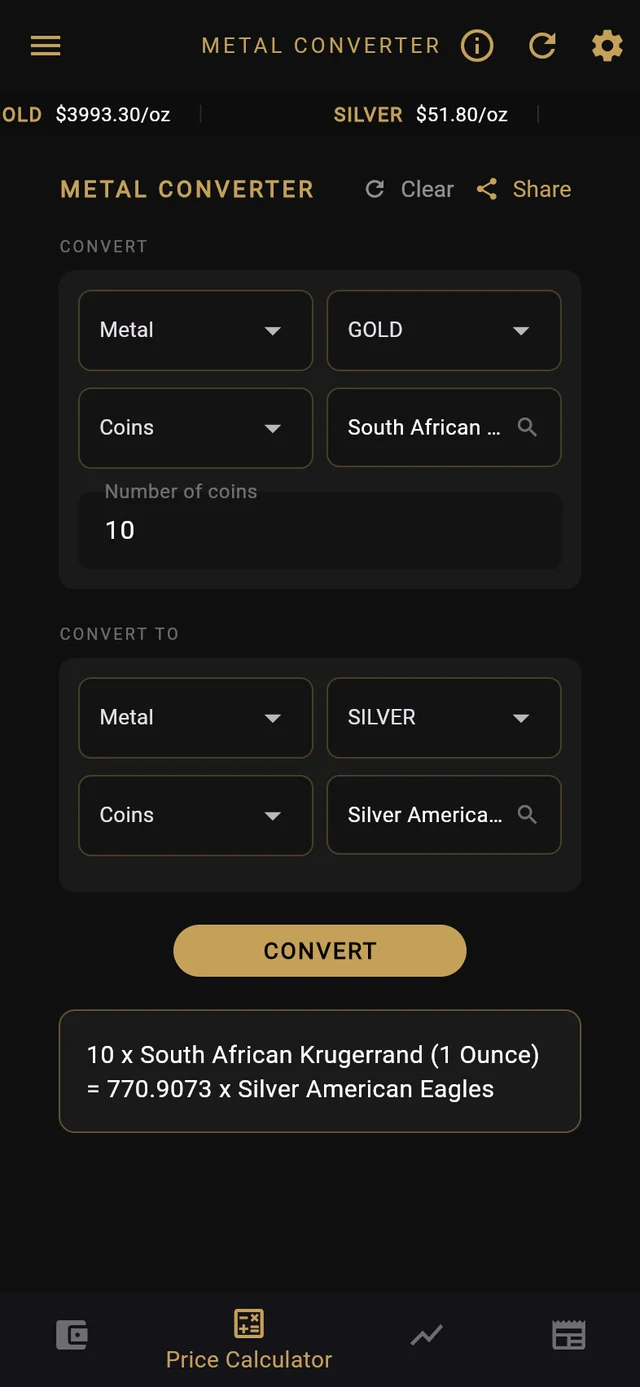 METAL CONVERTER
OLD $3993.30/oz SILVER $51.80/oz
METAL CONVERTER Clear Share
CONVERT
Metal GOLD
Coins South African ...
Number of coins
10
CONVERT TO
Metal SILVER
Coins Silver America...
CONVERT
10 x South African Krugerrand (1 Ounce)
= 770.9073 x Silver American Eagles
Price Calculator